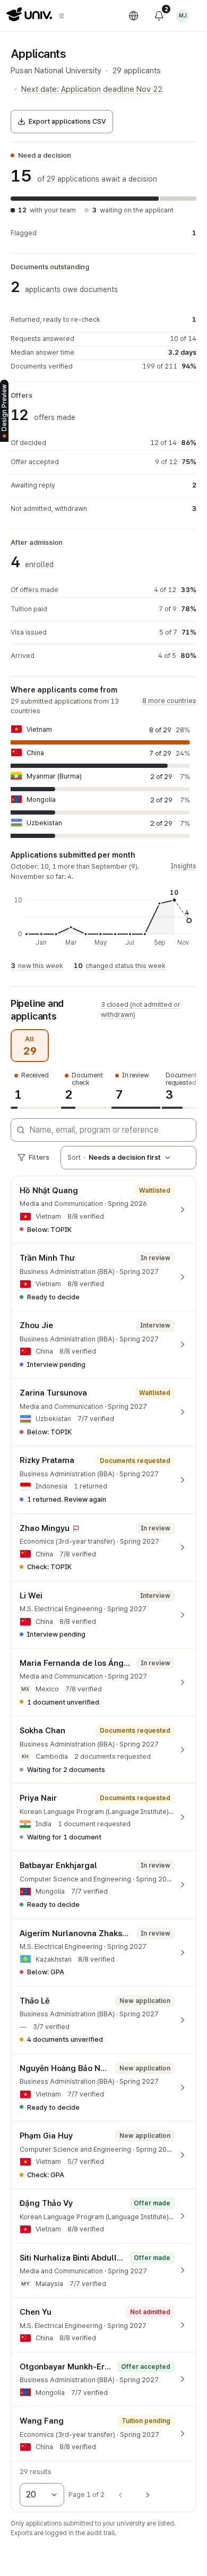 univ.
2
MJ
Applicants
Pusan National University · 29 applicants
· Next date: Application deadline Nov 22
Export applications CSV
Need a decision
15 of 29 applications await a decision
12 with your team 3 waiting on the applicant
Flagged 1
Documents outstanding
2 applicants owe documents
Returned, ready to re-check 1
Requests answered 10 of 14
Median answer time 3.2 days
Documents verified 199 of 211 94%
Design Preview
Offers
12 offers made
Of decided 12 of 14 86%
Offer accepted 9 of 12 75%
Awaiting reply 2
Not admitted, withdrawn 3
After admission
4 enrolled
Of offers made 4 of 12 33%
Tuition paid 7 of 9 78%
Visa issued 5 of 7 71%
Arrived 4 of 5 80%
Where applicants come from
29 submitted applications from 13 countries
8 more countries
Vietnam 8 of 29 28%
China 7 of 29 24%
Myanmar (Burma) 2 of 29 7%
Mongolia 2 of 29 7%
Uzbekistan 2 of 29 7%
Applications submitted per month
October: 10, 1 more than September (9). November so far: 4.
Insights
10
10
4
0
Jan Mar May Jul Sep Nov
3 new this week 10 changed status this week
Pipeline and applicants
3 closed (not admitted or withdrawn)
All
29
Received
1
Document check
2
In review
7
Document requested
3
Name, email, program or reference
Filters
Sort · Needs a decision first
Hồ Nhật Quang Waitlisted
Media and Communication · Spring 2026
Vietnam 8/8 verified
Below: TOPIK
Trần Minh Thư In review
Business Administration (BBA) · Spring 2027
Vietnam 8/8 verified
Ready to decide
Zhou Jie Interview
Business Administration (BBA) · Spring 2027
China 8/8 verified
Interview pending
Zarina Tursunova Waitlisted
Media and Communication · Spring 2027
Uzbekistan 7/7 verified
Below: TOPIK
Rizky Pratama Documents requested
Business Administration (BBA) · Spring 2027
Indonesia 1 returned
1 returned. Review again
Zhao Mingyu In review
Economics (3rd-year transfer) · Spring 2027
China 7/8 verified
Check: TOPIK
Li Wei Interview
M.S. Electrical Engineering · Spring 2027
China 8/8 verified
Interview pending
Maria Fernanda de los Áng... In review
Media and Communication · Spring 2027
MX Mexico 7/8 verified
1 document unverified
Sokha Chan Documents requested
Business Administration (BBA) · Spring 2027
KH Cambodia 2 documents requested
Waiting for 2 documents
Priya Nair Documents requested
Korean Language Program (Language Institute)...
India 1 document requested
Waiting for 1 document
Batbayar Enkhjargal In review
Computer Science and Engineering · Spring 20...
Mongolia 7/7 verified
Ready to decide
Aigerim Nurlanovna Zhaks... In review
M.S. Electrical Engineering · Spring 2027
Kazakhstan 8/8 verified
Below: GPA
Thảo Lê New application
Business Administration (BBA) · Spring 2027
— 3/7 verified
4 documents unverified
Nguyễn Hoàng Bảo N... New application
Business Administration (BBA) · Spring 2027
Vietnam 7/7 verified
Ready to decide
Phạm Gia Huy New application
Computer Science and Engineering · Spring 20...
Vietnam 5/7 verified
Check: GPA
Đặng Thảo Vy Offer made
Korean Language Program (Language Institute)...
Vietnam 8/8 verified
Siti Nurhaliza Binti Abdull... Offer made
Media and Communication · Spring 2027
MY Malaysia 7/7 verified
Chen Yu Not admitted
M.S. Electrical Engineering · Spring 2027
China 8/8 verified
Otgonbayar Munkh-Er... Offer accepted
Business Administration (BBA) · Spring 2027
Mongolia 7/7 verified
Wang Fang Tuition pending
Economics (3rd-year transfer) · Spring 2027
China 8/8 verified
29 results
20 Page 1 of 2
Only applications submitted to your university are listed.
Exports are logged in the audit trail.